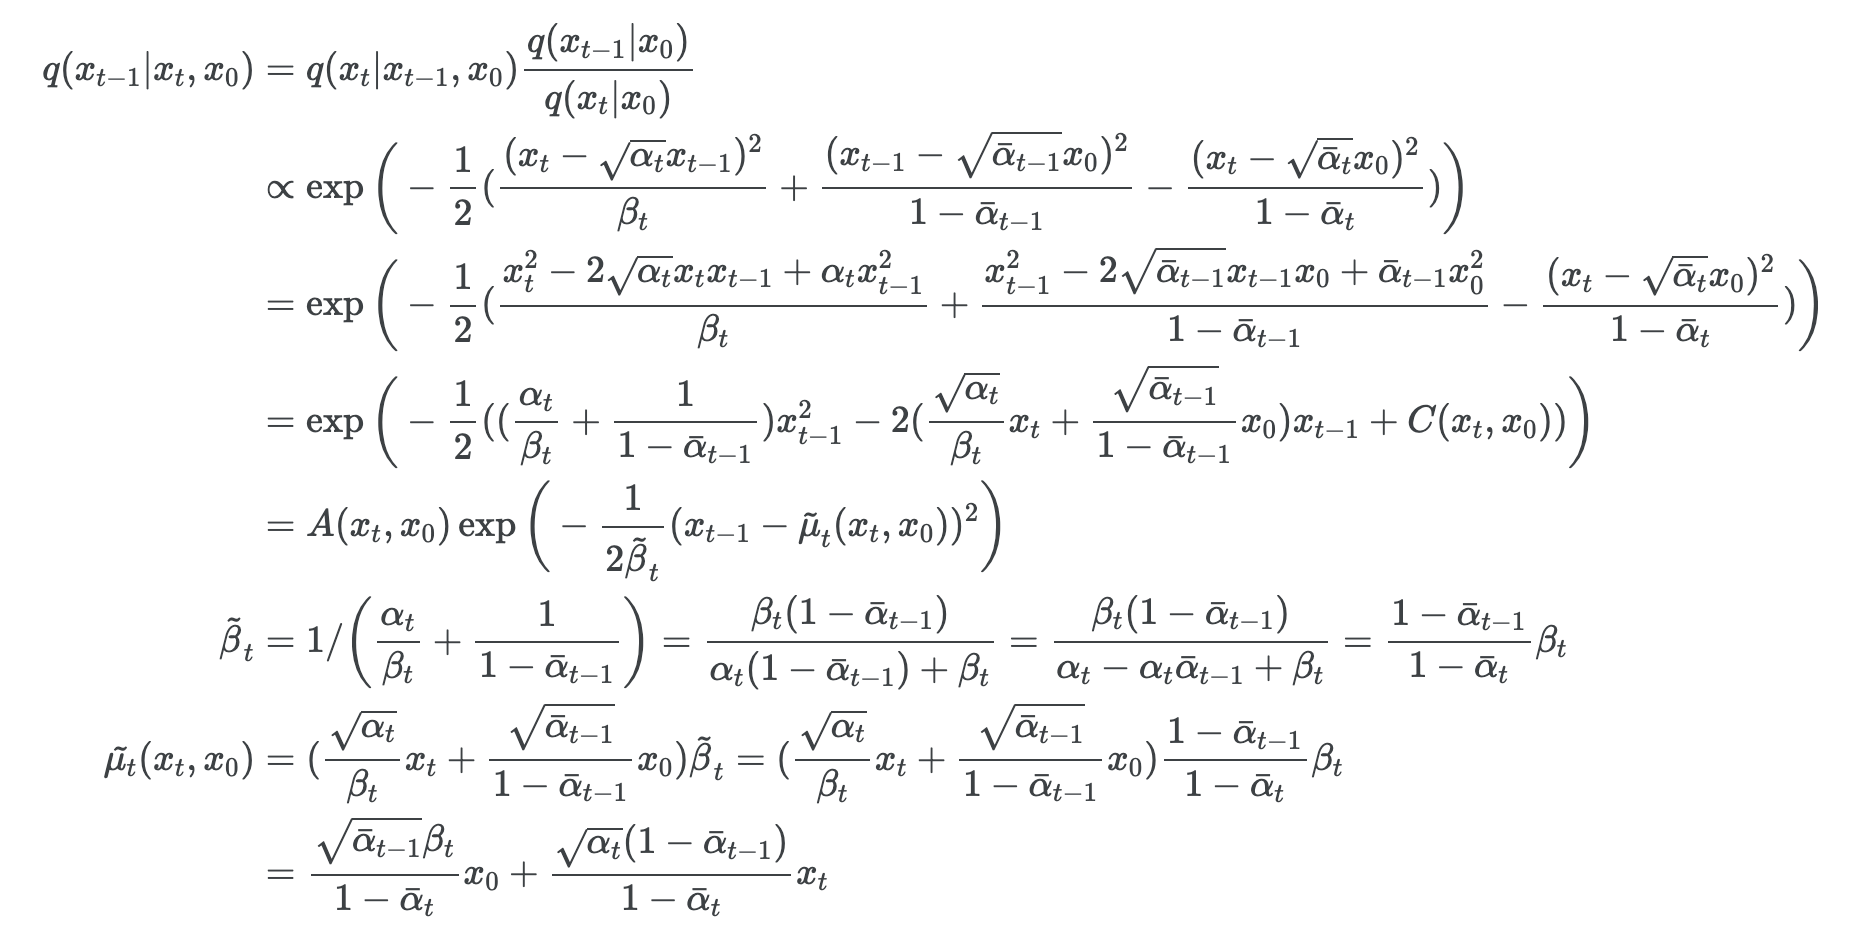 $q(x_{t-1}|x_t, x_0) = q(x_t|x_{t-1}, x_0)\frac{q(x_{t-1}|x_0)}{q(x_t|x_0)}$
$\propto \exp\left(-\frac{1}{2}(\frac{(x_t - \sqrt{\alpha_t}x_{t-1})^2}{\beta_t} + \frac{(x_{t-1} - \sqrt{\bar{\alpha}_{t-1}}x_0)^2}{1 - \bar{\alpha}_{t-1}} - \frac{(x_t - \sqrt{\bar{\alpha}_t}x_0)^2}{1 - \bar{\alpha}_t})\right)$
$= \exp\left(-\frac{1}{2}(\frac{x_t^2 - 2\sqrt{\alpha_t}x_t x_{t-1} + \alpha_t x_{t-1}^2}{\beta_t} + \frac{x_{t-1}^2 - 2\sqrt{\bar{\alpha}_{t-1}}x_{t-1}x_0 + \bar{\alpha}_{t-1}x_0^2}{1 - \bar{\alpha}_{t-1}} - \frac{(x_t - \sqrt{\bar{\alpha}_t}x_0)^2}{1 - \bar{\alpha}_t})\right)$
$= \exp\left(-\frac{1}{2}((\frac{\alpha_t}{\beta_t} + \frac{1}{1 - \bar{\alpha}_{t-1}})x_{t-1}^2 - 2(\frac{\sqrt{\alpha_t}}{\beta_t}x_t + \frac{\sqrt{\bar{\alpha}_{t-1}}}{1 - \bar{\alpha}_{t-1}}x_0)x_{t-1} + C(x_t, x_0))\right)$
$= A(x_t, x_0)\exp\left(-\frac{1}{2\tilde{\beta}_t}(x_{t-1} - \tilde{\mu}_t(x_t, x_0))^2\right)$
$\tilde{\beta}_t = 1/\left(\frac{\alpha_t}{\beta_t} + \frac{1}{1 - \bar{\alpha}_{t-1}}\right) = \frac{\beta_t(1 - \bar{\alpha}_{t-1})}{\alpha_t(1 - \bar{\alpha}_{t-1}) + \beta_t} = \frac{\beta_t(1 - \bar{\alpha}_{t-1})}{\alpha_t - \alpha_t\bar{\alpha}_{t-1} + \beta_t} = \frac{1 - \bar{\alpha}_{t-1}}{1 - \bar{\alpha}_t}\beta_t$
$\tilde{\mu}_t(x_t, x_0) = (\frac{\sqrt{\alpha_t}}{\beta_t}x_t + \frac{\sqrt{\bar{\alpha}_{t-1}}}{1 - \bar{\alpha}_{t-1}}x_0)\tilde{\beta}_t = (\frac{\sqrt{\alpha_t}}{\beta_t}x_t + \frac{\sqrt{\bar{\alpha}_{t-1}}}{1 - \bar{\alpha}_{t-1}}x_0)\frac{1 - \bar{\alpha}_{t-1}}{1 - \bar{\alpha}_t}\beta_t$
$= \frac{\sqrt{\bar{\alpha}_{t-1}}\beta_t}{1 - \bar{\alpha}_t}x_0 + \frac{\sqrt{\alpha_t}(1 - \bar{\alpha}_{t-1})}{1 - \bar{\alpha}_t}x_t$